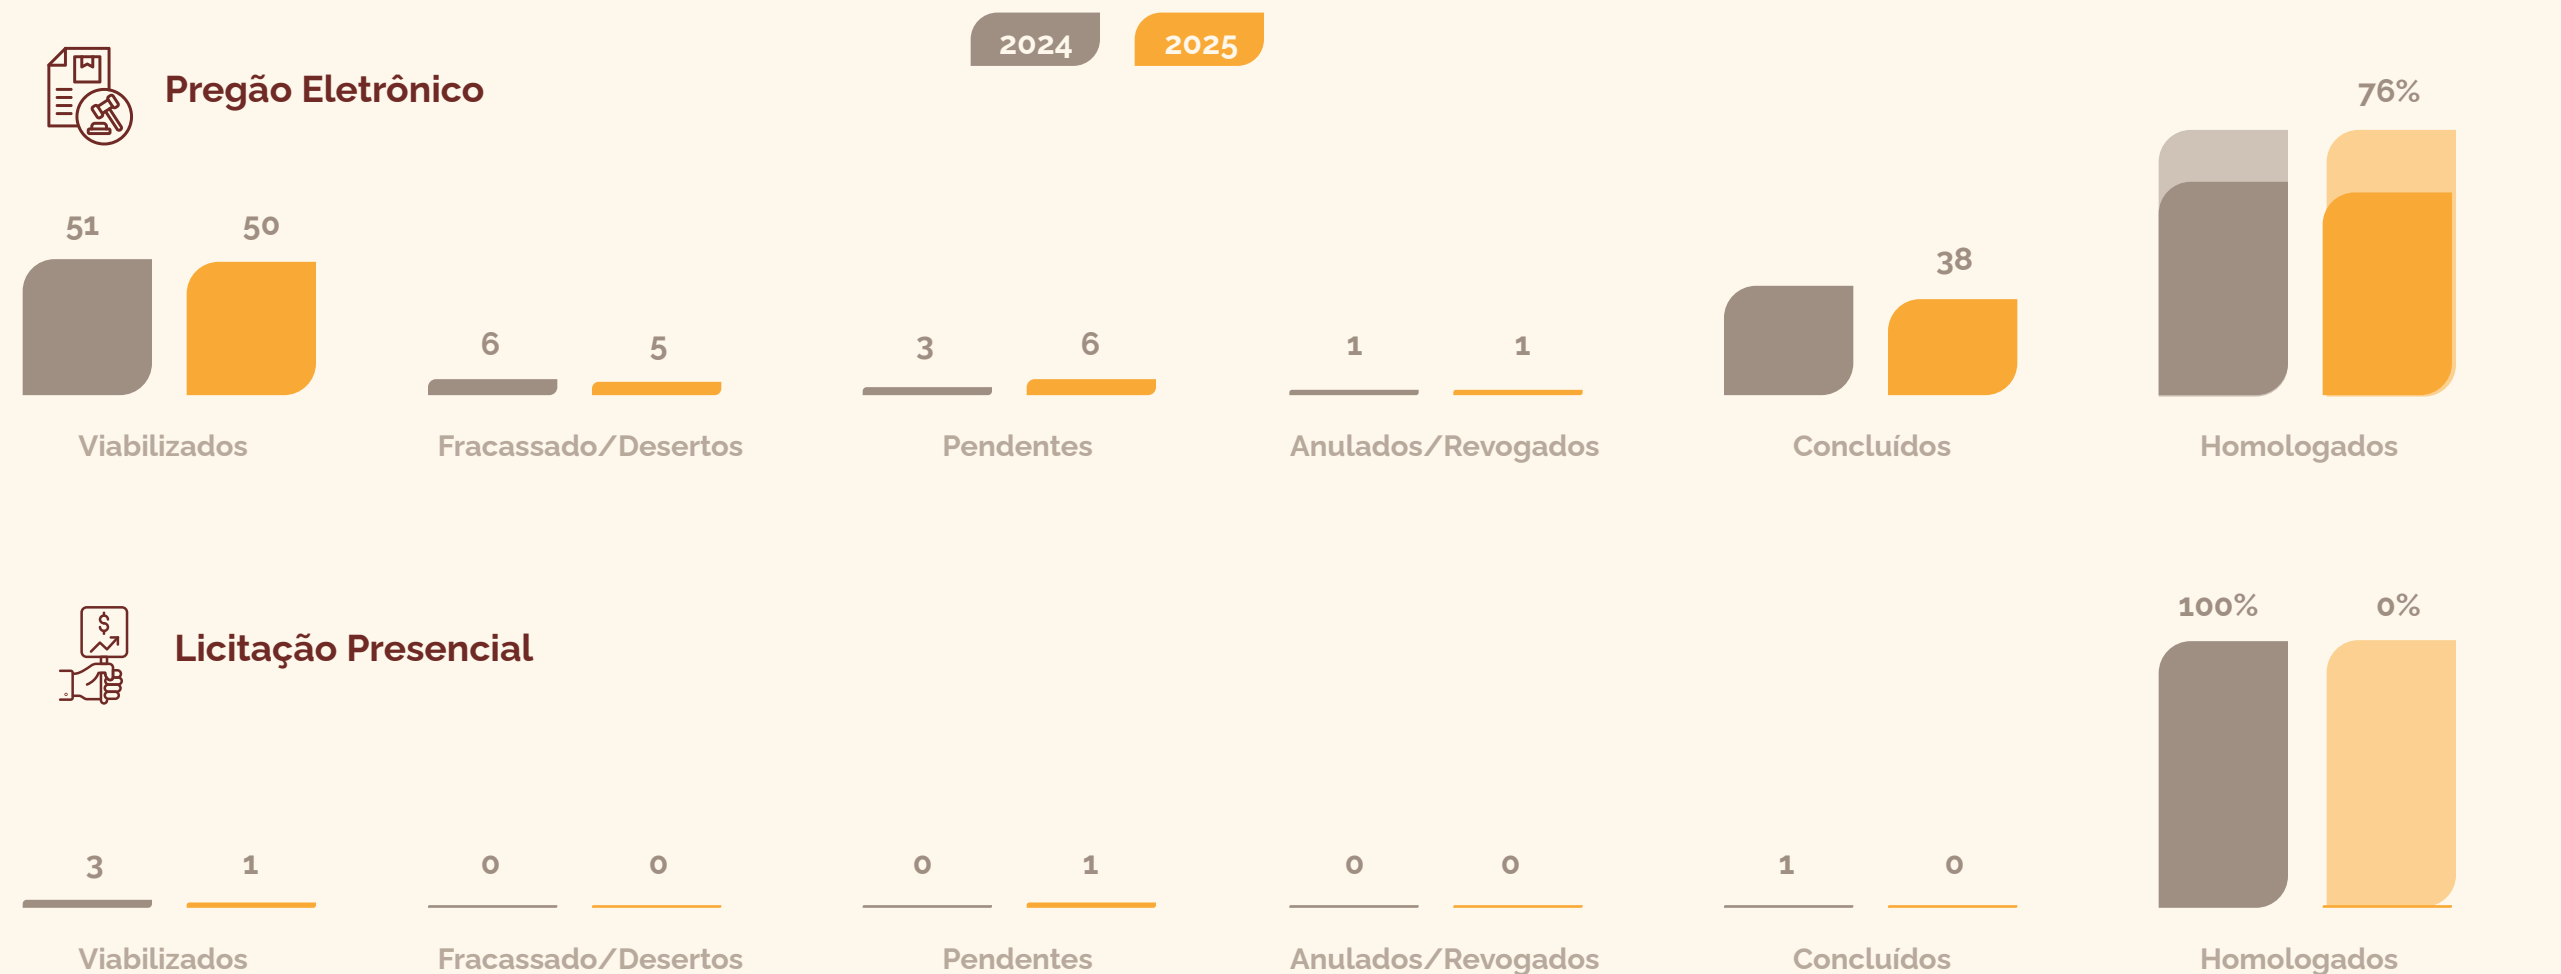 2024 2025
Pregão Eletrônico
76%
51 50
38
6 5 3 6 1 1
Viabilizados Fracassado/Desertos Pendentes Anulados/Revogados Concluídos Homologados
100% 0%
Licitação Presencial
3 1 0 0 0 1 0 0 1 0
Viabilizados Fracassado/Desertos Pendentes Anulados/Revogados Concluídos Homologados